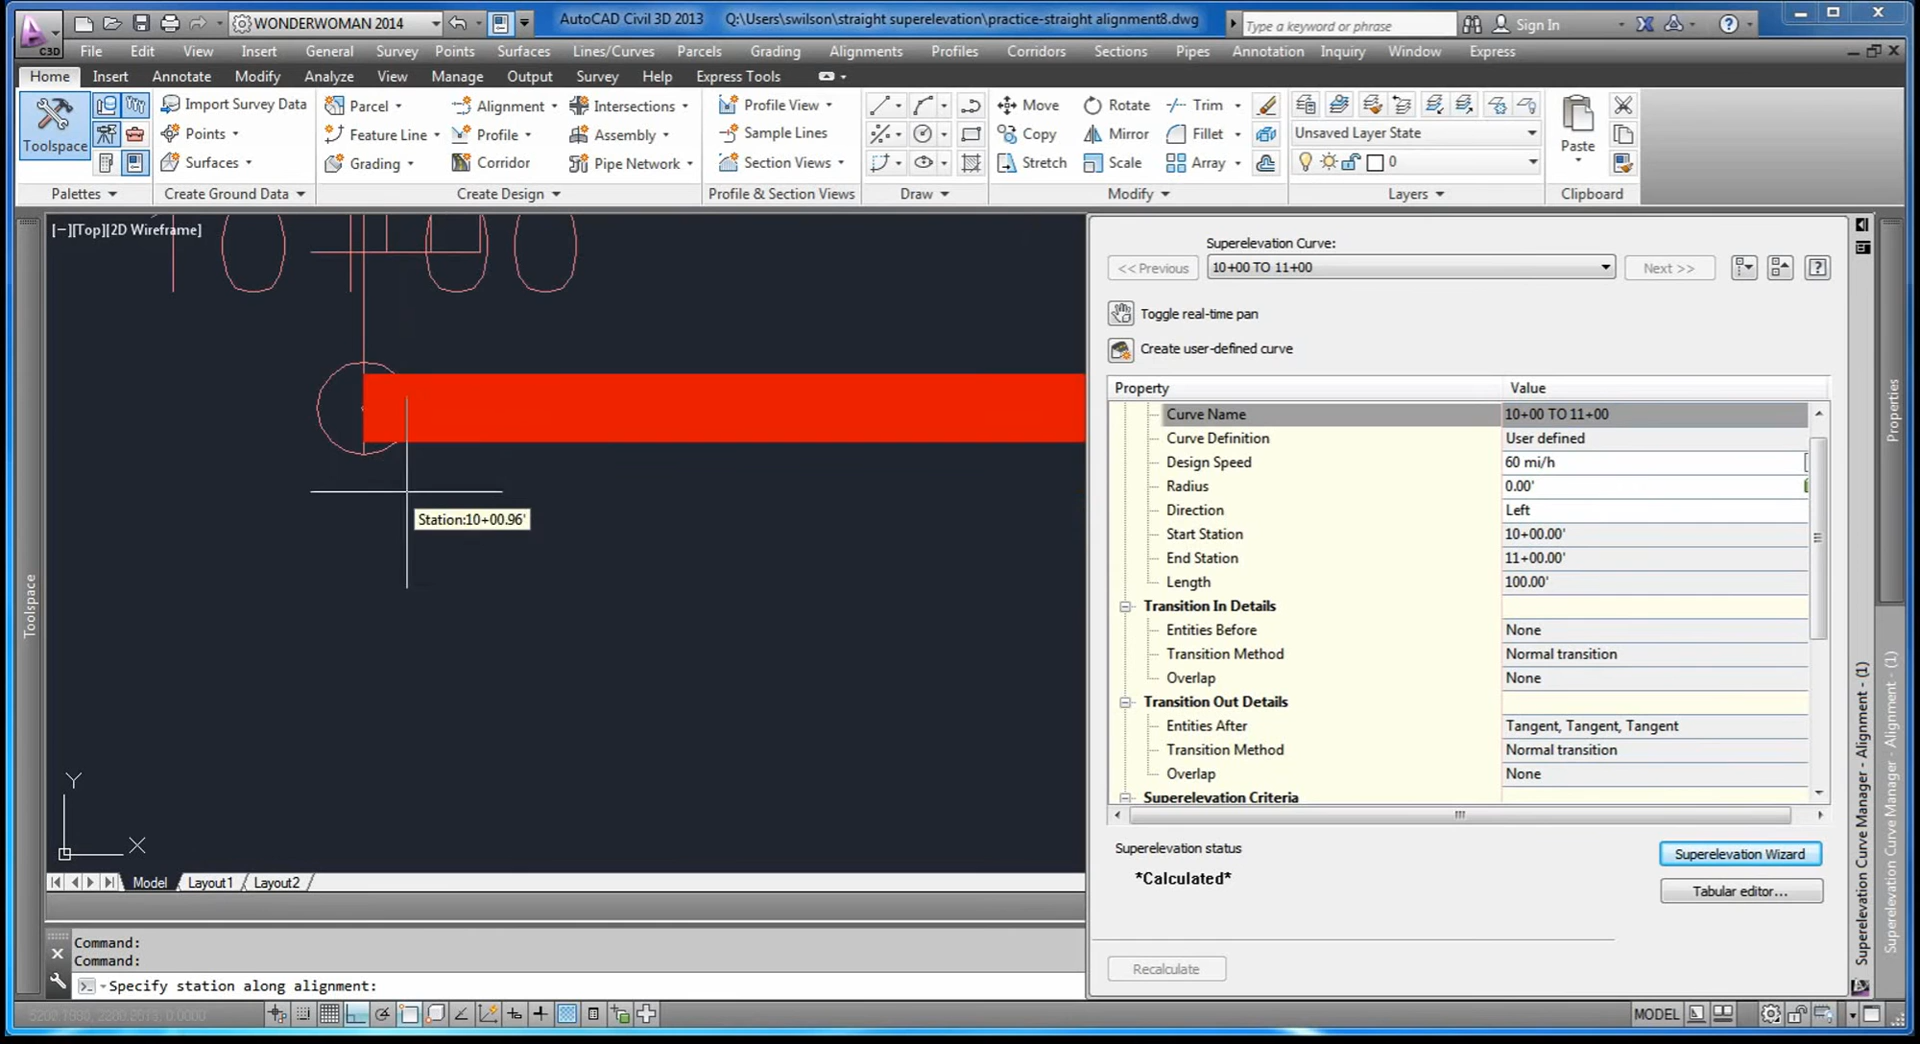 WONDERWOMAN 2014
AutoCAD Civil 3D 2013 Q:\Users\swilson\straight superelevation\practice-straight alignment8.dwg
Type a keyword or phrase
Sign In
C3D
File Edit View Insert General Survey Points Surfaces Lines/Curves Parcels Grading Alignments Profiles Corridors Sections Pipes Annotation Inquiry Window Express
Home Insert Annotate Modify Analyze View Manage Output Survey Help Express Tools
Toolspace
Import Survey Data
Points
Surfaces
Parcel
Feature Line
Grading
Alignment
Profile
Corridor
Intersections
Assembly
Pipe Network
Profile View
Sample Lines
Section Views
Move
Copy
Stretch
Rotate
Mirror
Scale
Trim
Fillet
Array
Unsaved Layer State
0
Paste
Palettes
Create Ground Data
Create Design
Profile & Section Views
Draw
Modify
Layers
Clipboard
[−][Top][2D Wireframe]
10+00
Station:10+00.96'
Y
X
Toolspace
Superelevation Curve:
<< Previous
10+00 TO 11+00
Next >>
Toggle real-time pan
Create user-defined curve
Property Value
Curve Name 10+00 TO 11+00
Curve Definition User defined
Design Speed 60 mi/h
Radius 0.00'
Direction Left
Start Station 10+00.00'
End Station 11+00.00'
Length 100.00'
Transition In Details
Entities Before None
Transition Method Normal transition
Overlap None
Transition Out Details
Entities After Tangent, Tangent, Tangent
Transition Method Normal transition
Overlap None
Superelevation Criteria
Superelevation status
*Calculated*
Superelevation Wizard
Tabular editor...
Recalculate
Superelevation Curve Manager - Alignment - (1)
Properties
Superelevation Curve Manager - Alignment - (1)
Model Layout1 Layout2
Command:
Command:
Specify station along alignment:
MODEL